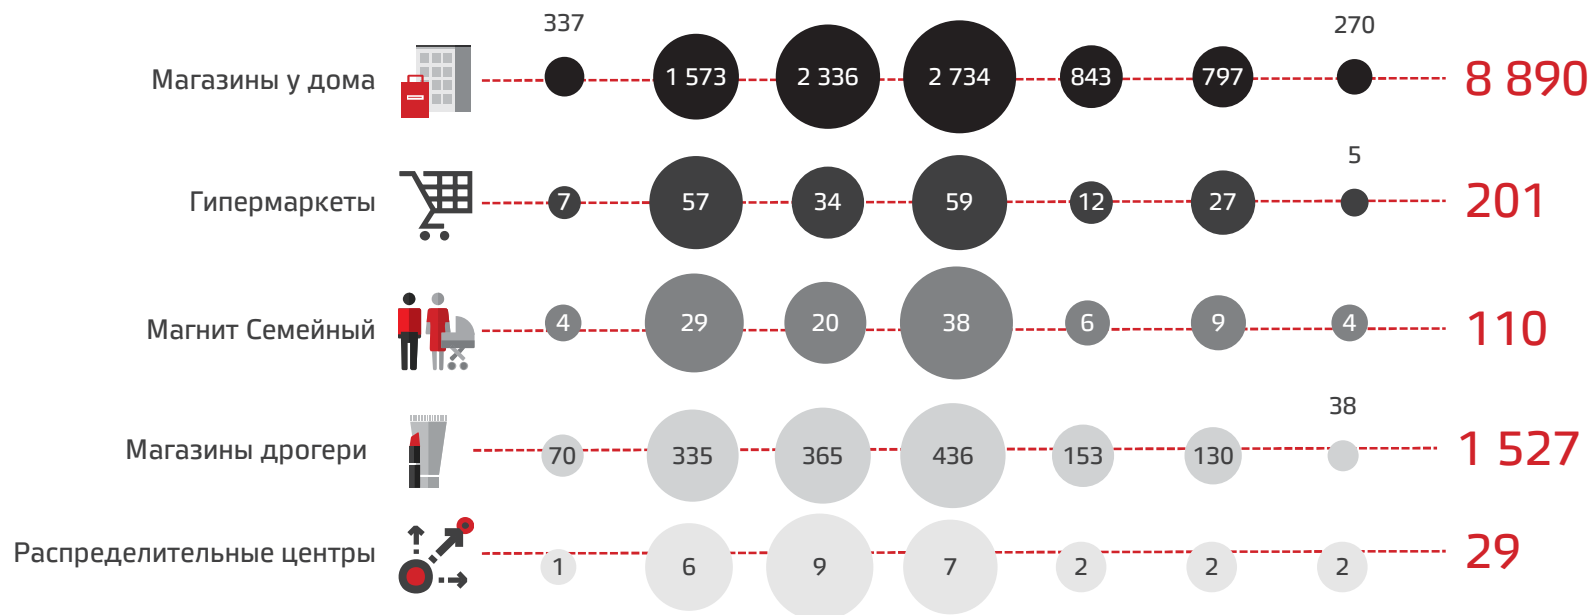 337 270
Магазины у дома 1 573 2 336 2 734 843 797 8 890
5
Гипермаркеты 7 57 34 59 12 27 201
Магнит Семейный 4 29 20 38 6 9 4 110
38
Магазины дрогери 70 335 365 436 153 130 1 527
Распределительные центры 1 6 9 7 2 2 2 29